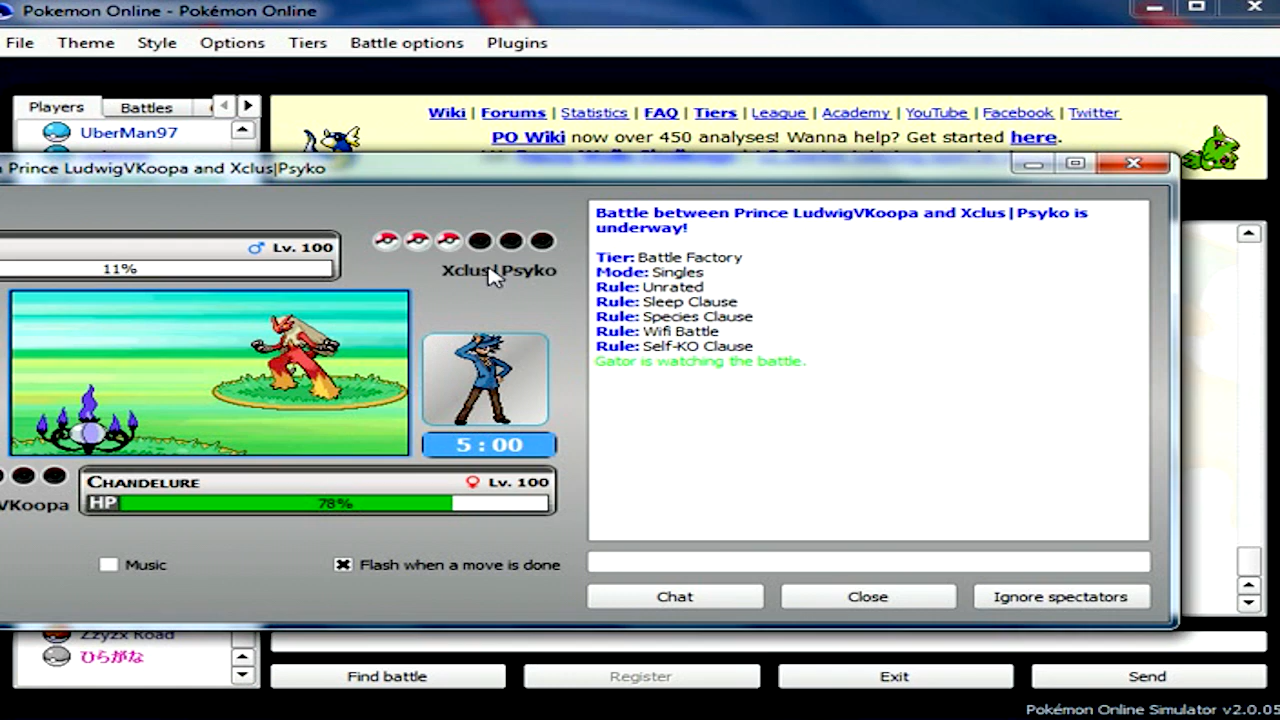 Pokemon Online - Pokémon Online
File Theme Style Options Tiers Battle options Plugins
Players Battles
UberMan97
Wiki | Forums | Statistics | FAQ | Tiers | League | Academy | YouTube | Facebook | Twitter
PO Wiki now over 450 analyses! Wanna help? Get started here.
Prince LudwigVKoopa and Xclus|Psyko
Lv. 100
11%
Xclus|Psyko
5:00
VKoopa
CHANDELURE Lv. 100
HP 78%
Music
Flash when a move is done
Battle between Prince LudwigVKoopa and Xclus|Psyko is
underway!
Tier: Battle Factory
Mode: Singles
Rule: Unrated
Rule: Sleep Clause
Rule: Species Clause
Rule: Wifi Battle
Rule: Self-KO Clause
Gator is watching the battle.
Chat Close Ignore spectators
Zzyzx Road
ひらがな
Find battle Register Exit Send
Pokémon Online Simulator v2.0.05